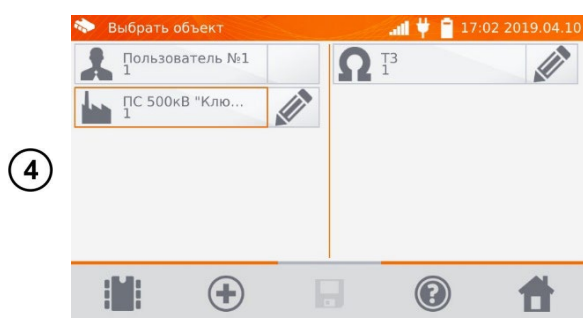 Выбрать объект 17:02 2019.04.10
Пользователь №1
1
ПС 500кВ "Клю...
1
Т3
1
4